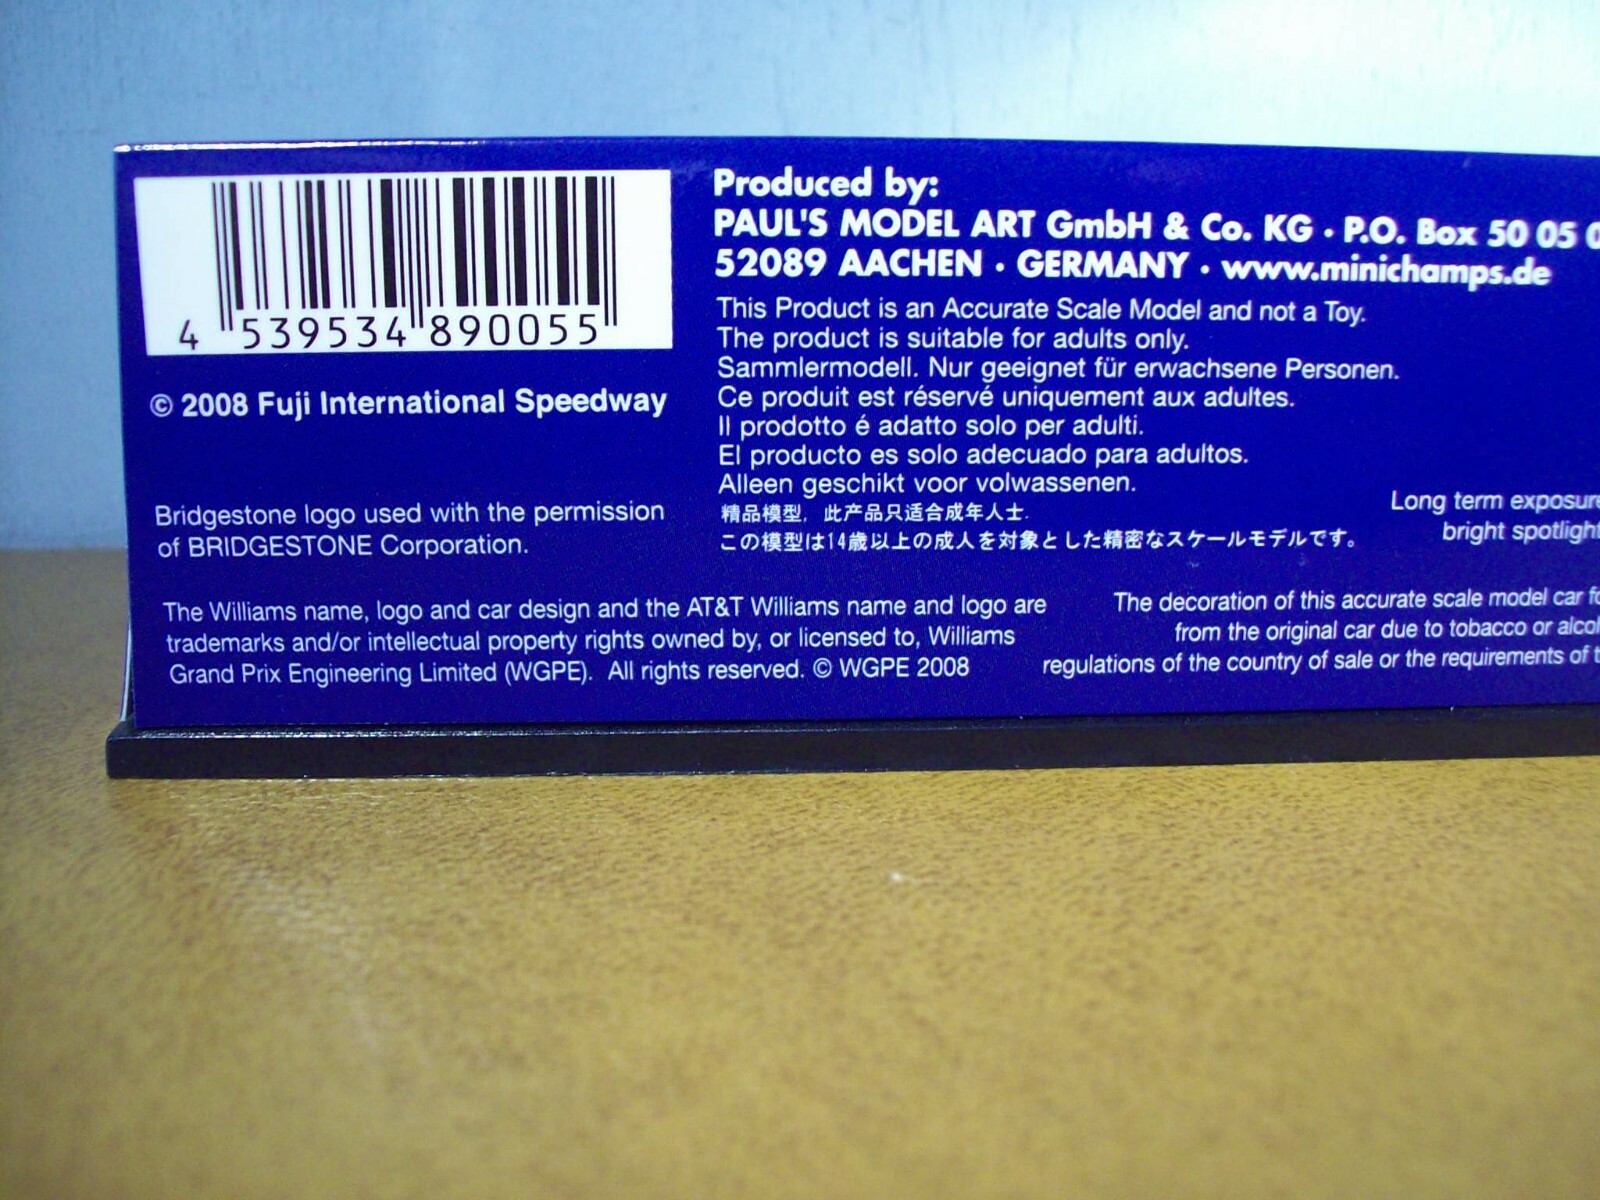 4 539534 890055
© 2008 Fuji International Speedway
Bridgestone logo used with the permission
of BRIDGESTONE Corporation.
The Williams name, logo and car design and the AT&T Williams name and logo are
trademarks and/or intellectual property rights owned by, or licensed to, Williams
Grand Prix Engineering Limited (WGPE). All rights reserved. © WGPE 2008
Produced by:
PAUL'S MODEL ART GmbH & Co. KG · P.O. Box 50 05
52089 AACHEN · GERMANY · www.minichamps.de
This Product is an Accurate Scale Model and not a Toy.
The product is suitable for adults only.
Sammlermodell. Nur geeignet für erwachsene Personen.
Ce produit est réservé uniquement aux adultes.
Il prodotto é adatto solo per adulti.
El producto es solo adecuado para adultos.
Alleen geschikt voor volwassenen.
精品模型, 此产品只适合成年人士.
この模型は14歳以上の成人を対象とした精密なスケールモデルです。
Long term exposure
bright spotlight
The decoration of this accurate scale model car
from the original car due to tobacco or
regulations of the country of sale or the requirements of